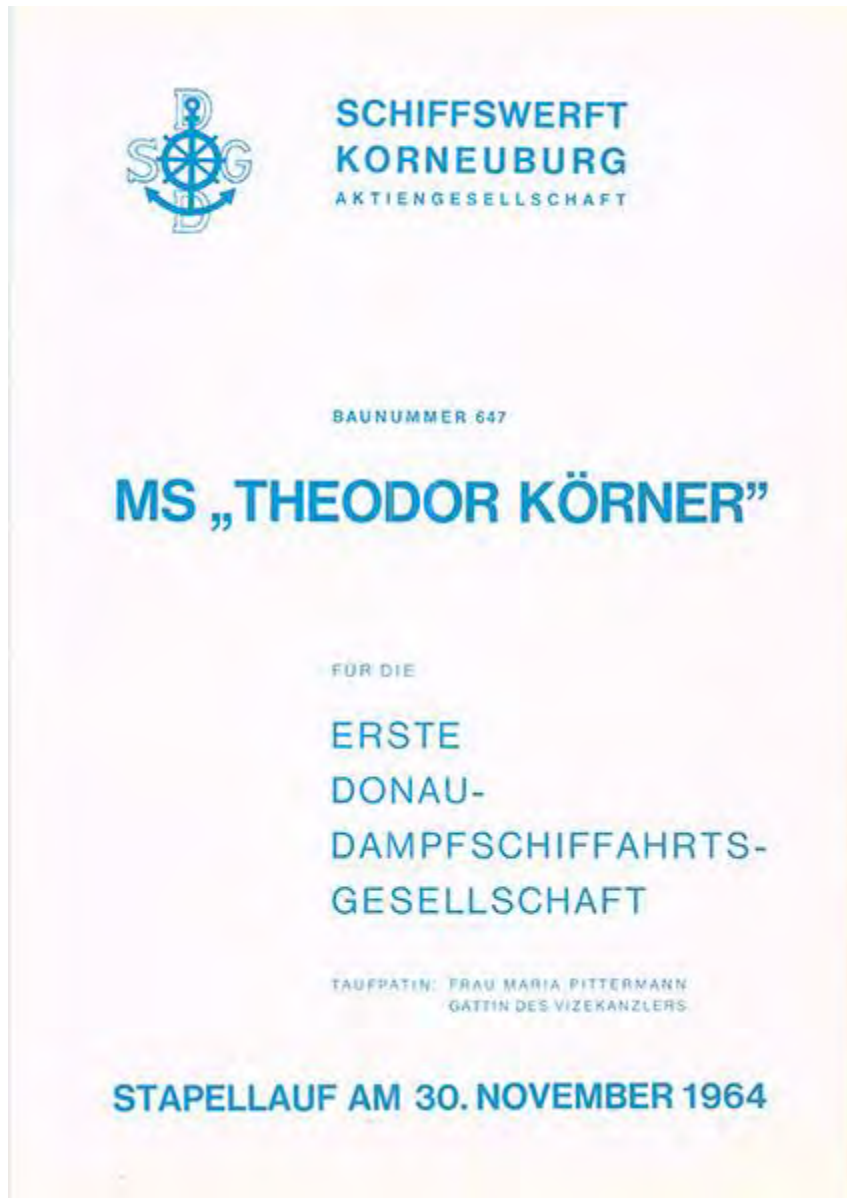 D
S G
D
SCHIFFSWERFT
KORNEUBURG
AKTIENGESELLSCHAFT
BAUNUMMER 647
MS „THEODOR KÖRNER”
FÜR DIE
ERSTE
DONAU-
DAMPFSCHIFFAHRTS-
GESELLSCHAFT
TAUFPATIN: FRAU MARIA PITTERMANN
GATTIN DES VIZEKANZLERS
STAPELLAUF AM 30. NOVEMBER 1964